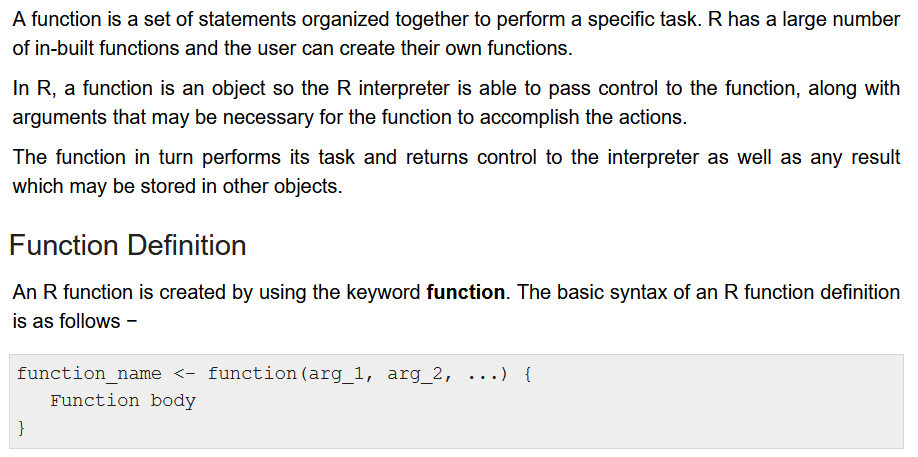 A function is a set of statements organized together to perform a specific task. R has a large number
of in-built functions and the user can create their own functions.
In R, a function is an object so the R interpreter is able to pass control to the function, along with
arguments that may be necessary for the function to accomplish the actions.
The function in turn performs its task and returns control to the interpreter as well as any result
which may be stored in other objects.
Function Definition
An R function is created by using the keyword function. The basic syntax of an R function definition
is as follows −
function_name <- function(arg_1, arg_2, ...) {
   Function body
}